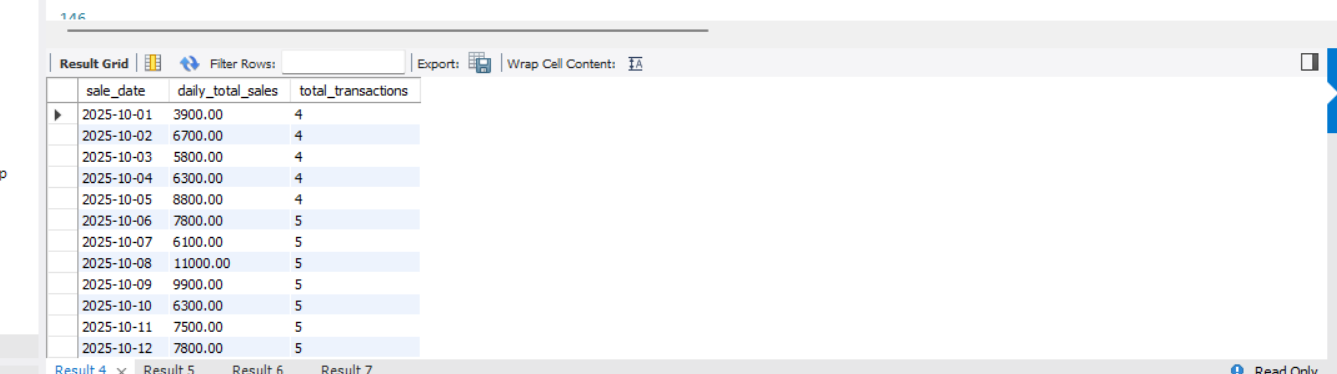 146
Result Grid Filter Rows: Export: Wrap Cell Content: IA
sale_date daily_total_sales total_transactions
2025-10-01 3900.00 4
2025-10-02 6700.00 4
2025-10-03 5800.00 4
p
2025-10-04 6300.00 4
2025-10-05 8800.00 4
2025-10-06 7800.00 5
2025-10-07 6100.00 5
2025-10-08 11000.00 5
2025-10-09 9900.00 5
2025-10-10 6300.00 5
2025-10-11 7500.00 5
2025-10-12 7800.00 5
Result 4 × Result 5 Result 6 Result 7 Read Only